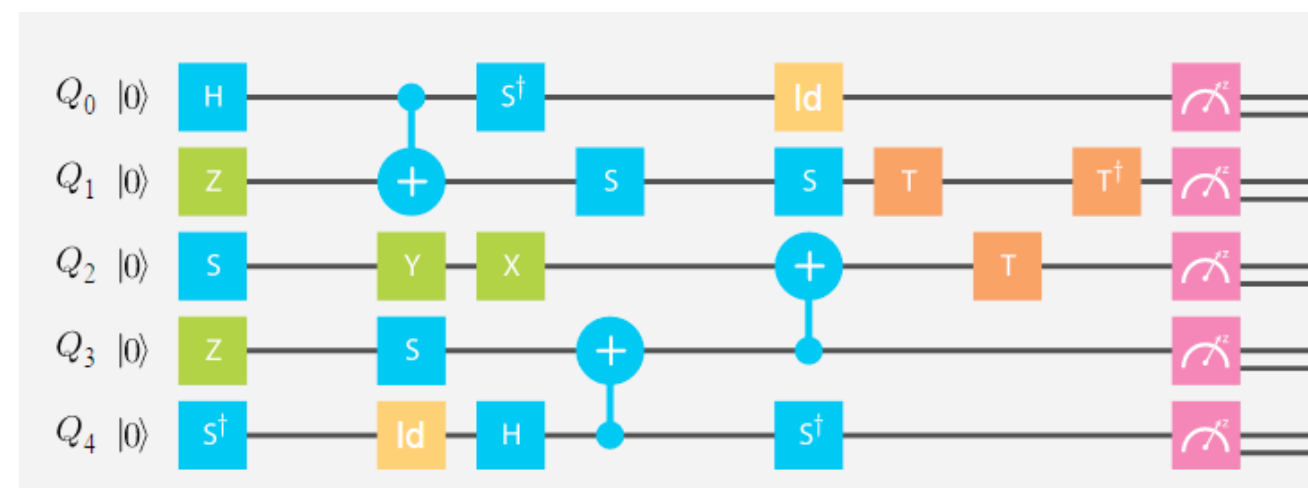 Q₀ |0⟩ H S† Id z
Q₁ |0⟩ Z + S S T T† z
Q₂ |0⟩ S Y X + T z
Q₃ |0⟩ Z S + z
Q₄ |0⟩ S† Id H S† z